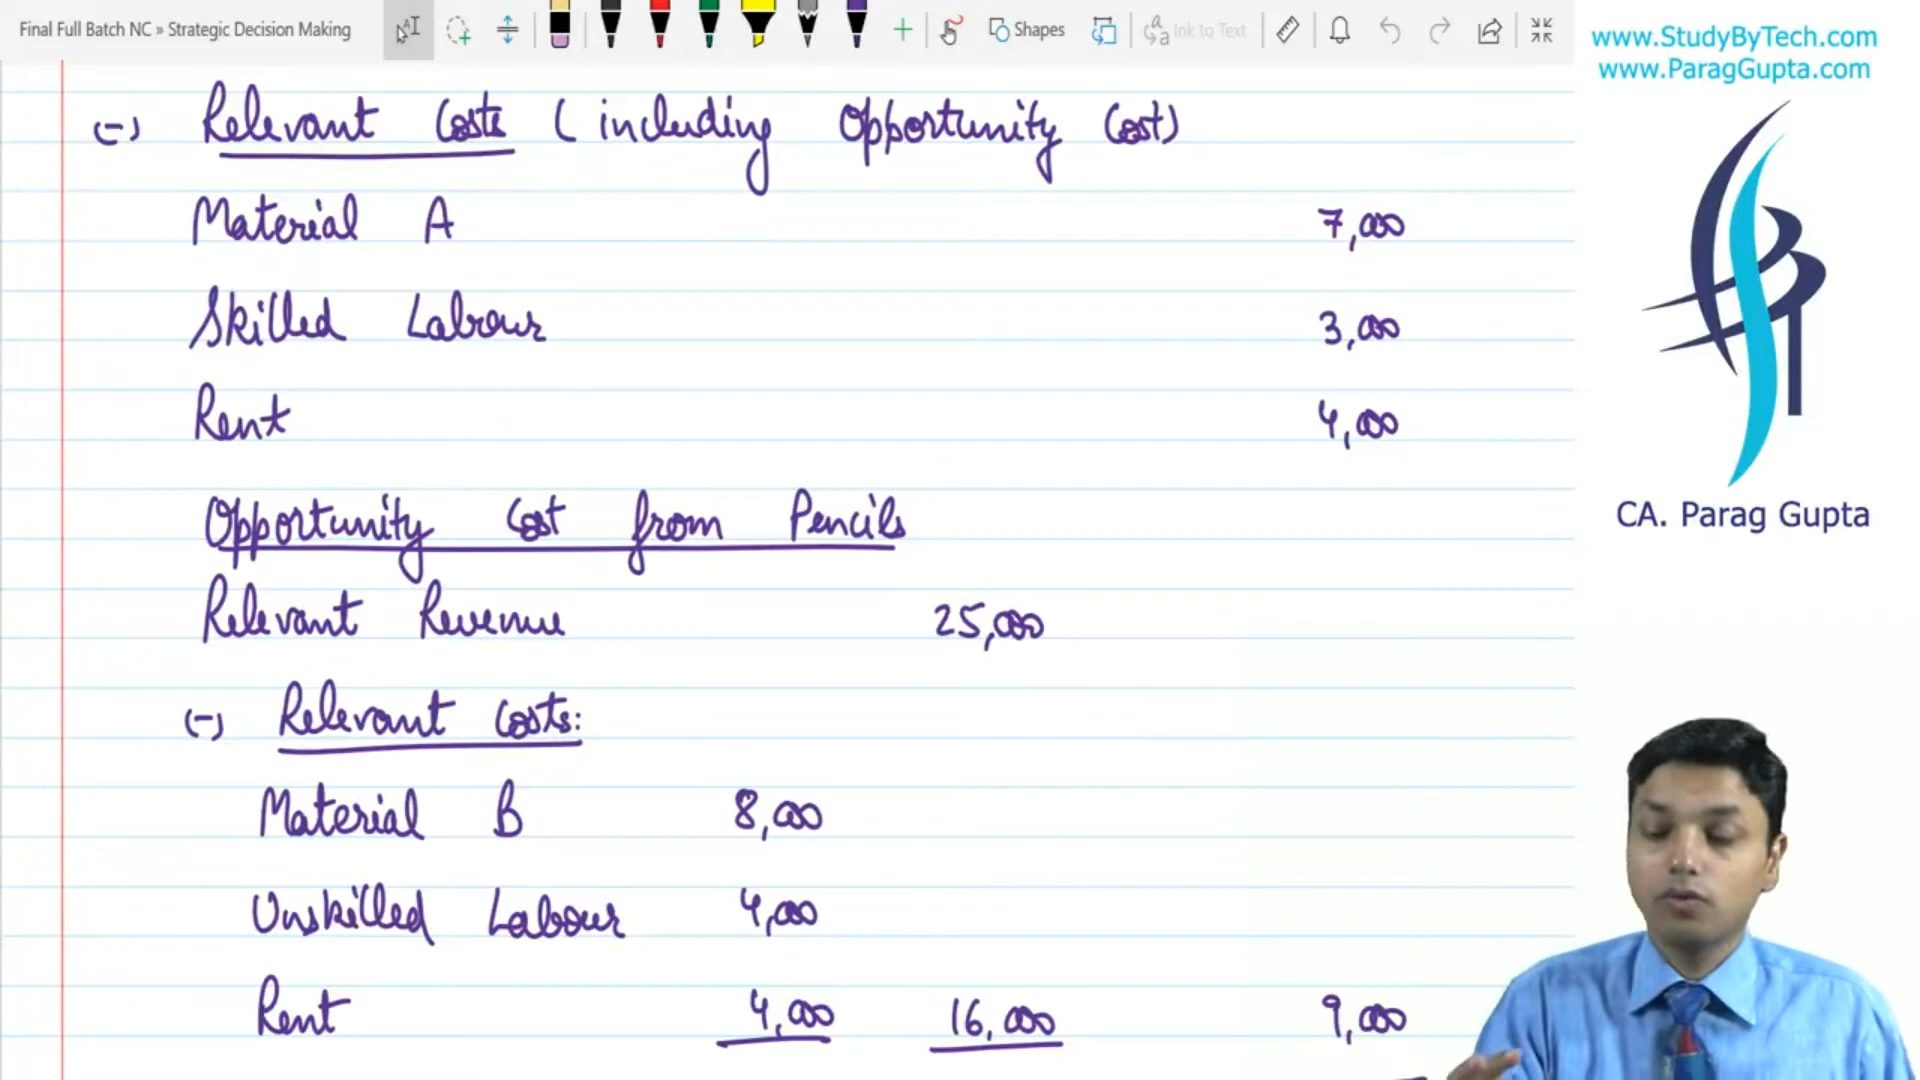 Final Full Batch NC » Strategic Decision Making
Shapes
Ink to Text
www.StudyByTech.com
www.ParagGupta.com
(-) Relevant Costs (including Opportunity Cost)
Material A 7,000
Skilled Labour 3,000
Rent 4,000
Opportunity Cost from Pencils
Relevant Revenue 25,000
(-) Relevant Costs:
Material B 8,000
Unskilled Labour 4,000
Rent 4,000 16,000 9,000
CA. Parag Gupta